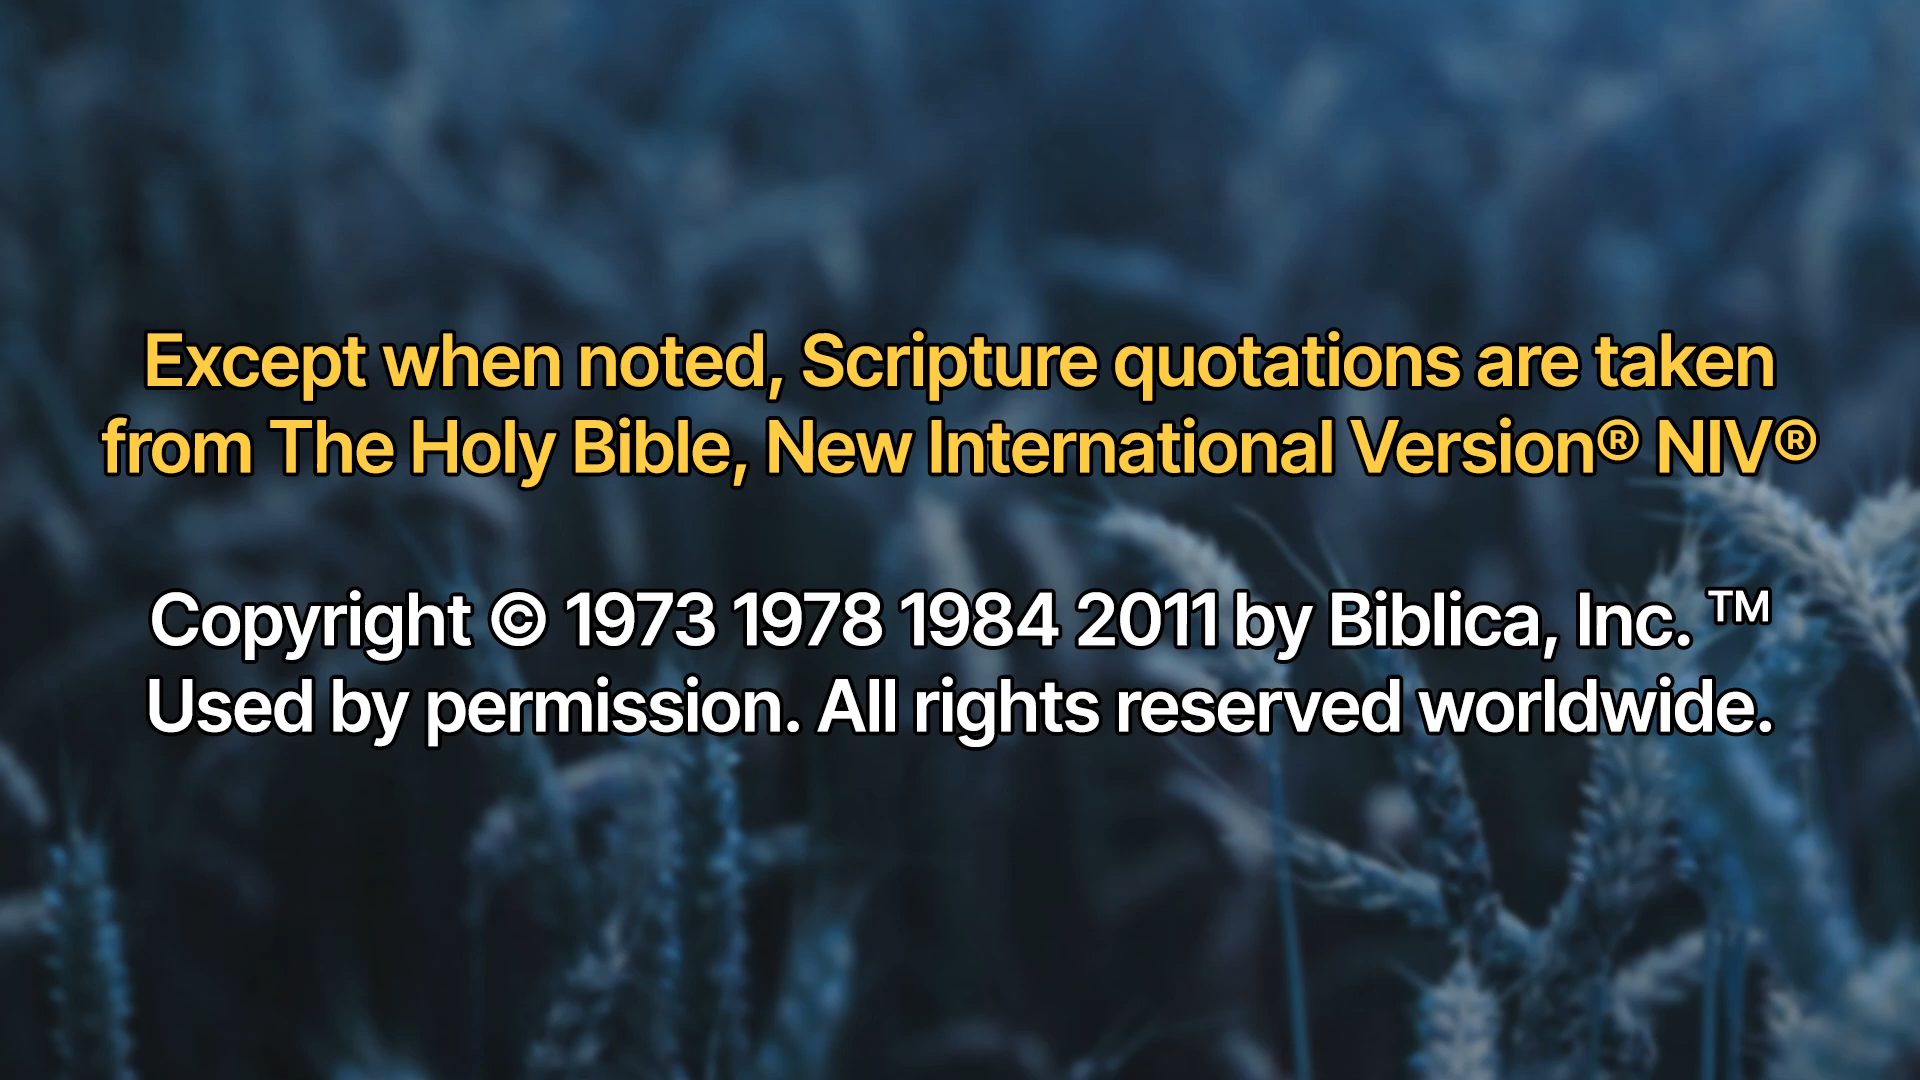 Except when noted, Scripture quotations are taken
from The Holy Bible, New International Version® NIV®
Copyright © 1973 1978 1984 2011 by Biblica, Inc. ™
Used by permission. All rights reserved worldwide.